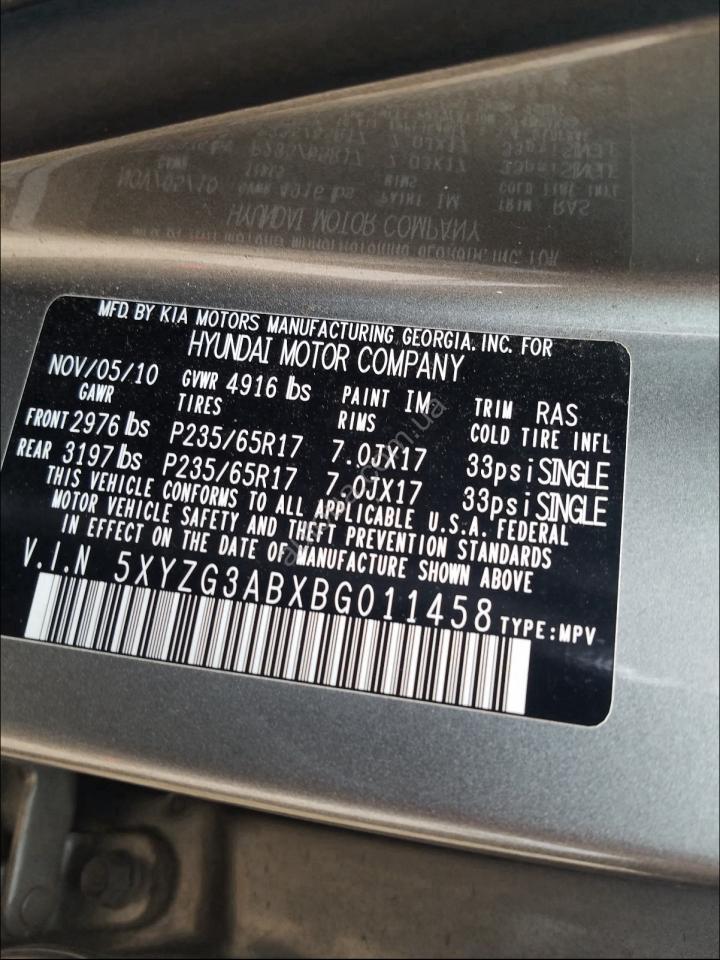 MFD. BY KIA MOTORS MANUFACTURING GEORGIA. INC. FOR
HYUNDAI MOTOR COMPANY
NOV/05/10 GVWR 4916 lbs PAINT IM TRIM RAS
GAWR TIRES RIMS COLD TIRE INFL
FRONT 2976 lbs P235/65R17 7.0JX17 33psi SINGLE
REAR 3197 lbs P235/65R17 7.0JX17 33psi SINGLE
THIS VEHICLE CONFORMS TO ALL APPLICABLE U.S.A. FEDERAL
MOTOR VEHICLE SAFETY AND THEFT PREVENTION STANDARDS
IN EFFECT ON THE DATE OF MANUFACTURE SHOWN ABOVE.
V.I.N 5XYZG3ABXBG011458 TYPE:MPV